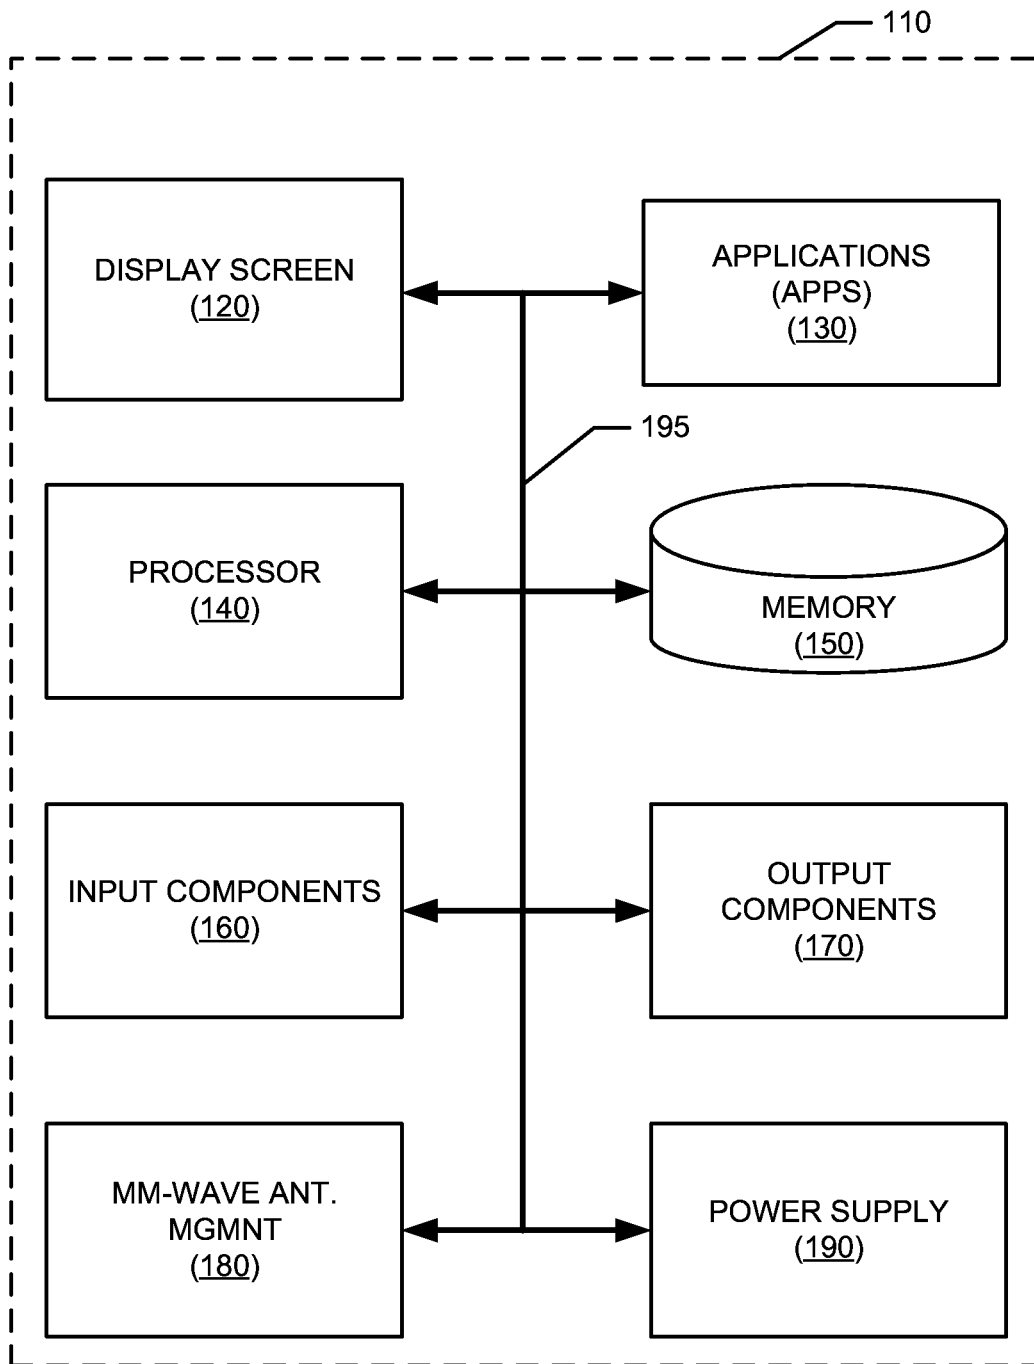 110
DISPLAY SCREEN
(120)
APPLICATIONS
(APPS)
(130)
195
PROCESSOR
(140)
MEMORY
(150)
INPUT COMPONENTS
(160)
OUTPUT
COMPONENTS
(170)
MM-WAVE ANT.
MGMNT
(180)
POWER SUPPLY
(190)